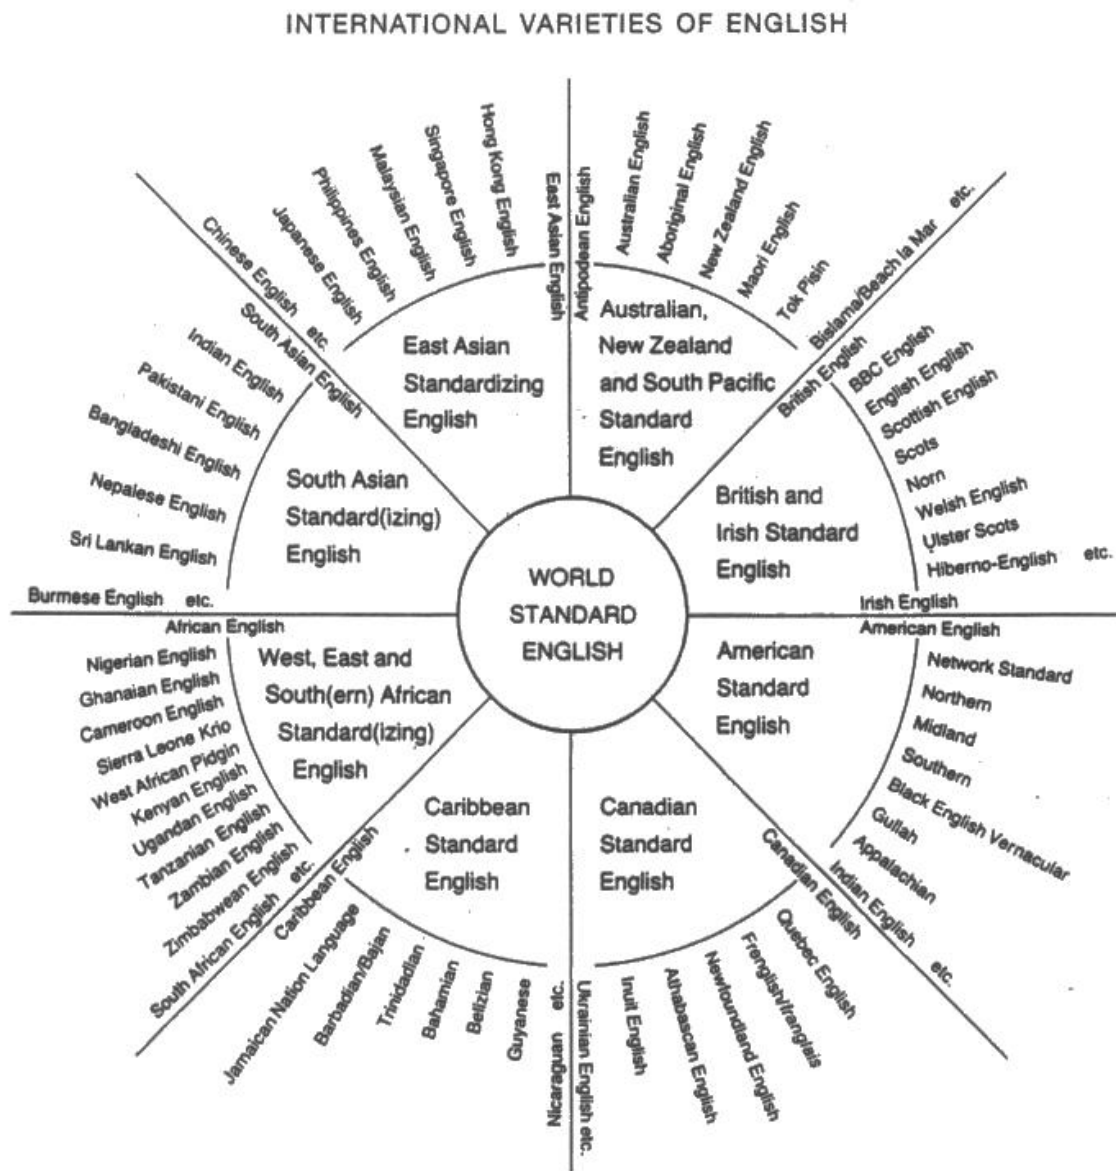 INTERNATIONAL VARIETIES OF ENGLISH
East Asian English
Hong Kong English
Singapore English
Malaysian English
Philippines English
Japanese English
Chinese English etc.
East Asian
Standardizing
English
Antipodean English
Australian English
Aboriginal English
New Zealand English
Maori English
Tok Pisin
Bislama/Beach la Mar etc.
Australian,
New Zealand
and South Pacific
Standard
English
British English
BBC English
English English
Scottish English
Scots
Norn
Welsh English
Ulster Scots
Hiberno-English etc.
Irish English
British and
Irish Standard
English
South Asian English
Indian English
Pakistani English
Bangladeshi English
Nepalese English
Sri Lankan English
Burmese English etc.
South Asian
Standard(izing)
English
WORLD
STANDARD
ENGLISH
African English
Nigerian English
Ghanaian English
Cameroon English
Sierra Leone Krio
West African Pidgin
Kenyan English
Ugandan English
Tanzanian English
Zambian English
Zimbabwean English
South African English etc.
West, East and
South(ern) African
Standard(izing)
English
American English
Network Standard
Northern
Midland
Southern
Black English Vernacular
Gullah
Appalachian
Indian English etc.
American
Standard
English
Caribbean English
Jamaican Nation Language
Barbadian/Bajan
Trinidadian
Bahamian
Belizian
Guyanese
Nicaraguan etc.
Caribbean
Standard
English
Canadian English
Quebec English
Frenglish/franglais
Newfoundland English
Athabascan English
Inuit English
Ukrainian English etc.
Canadian
Standard
English